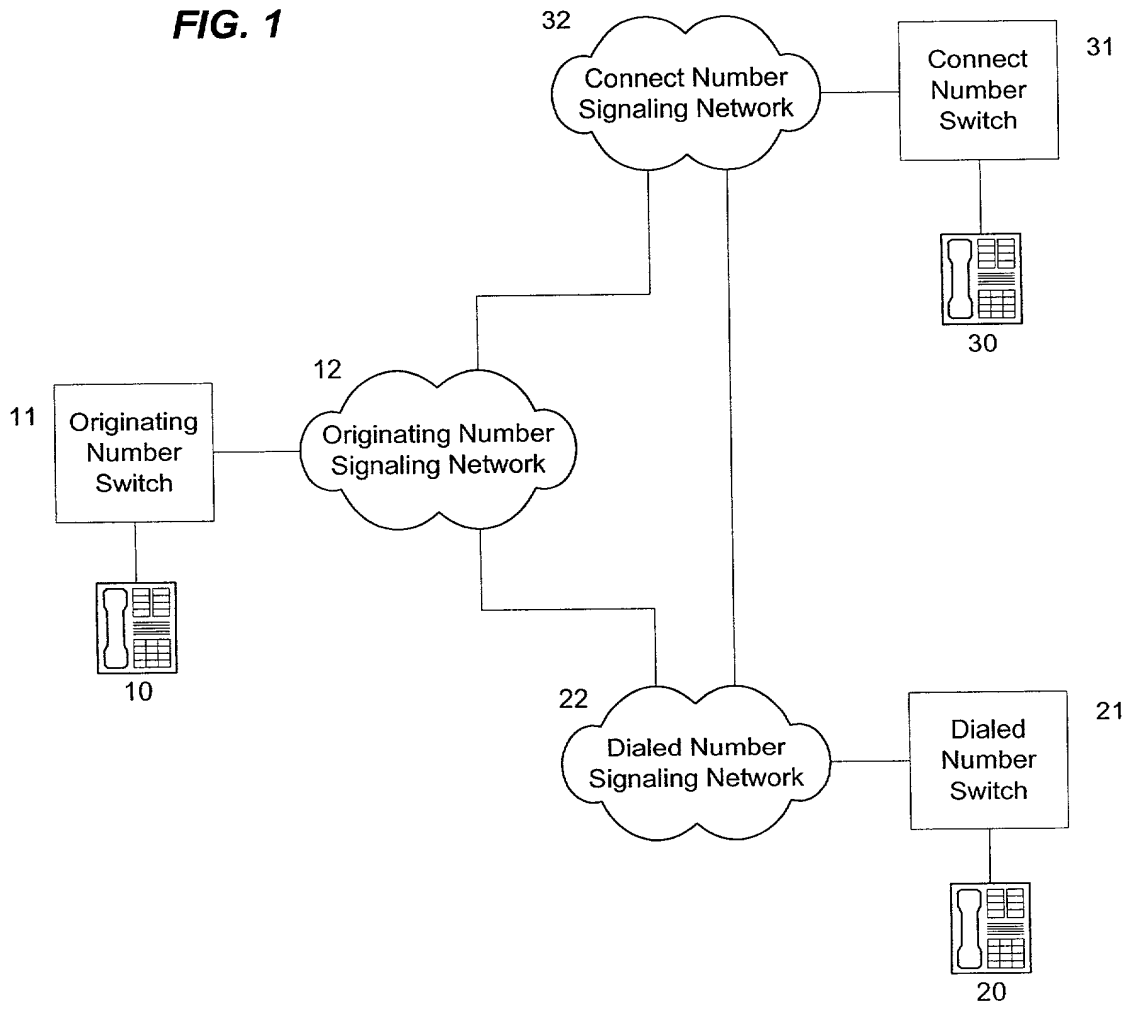 FIG. 1
32
Connect Number
Signaling Network
Connect
Number
Switch
31
30
12
Originating Number
Signaling Network
11
Originating
Number
Switch
10
22
Dialed Number
Signaling Network
Dialed
Number
Switch
21
20